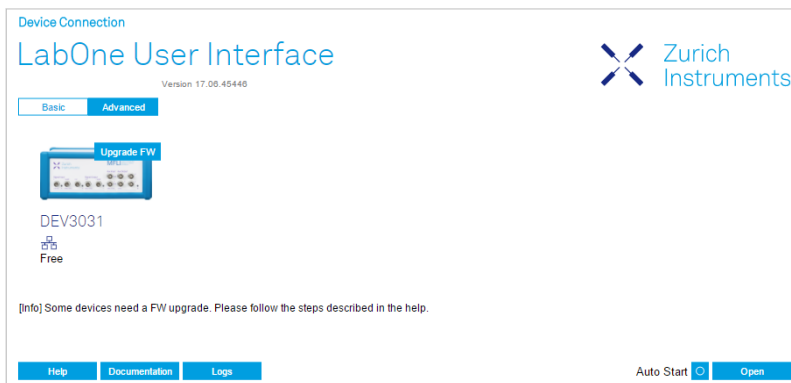 Device Connection
LabOne User Interface
Version 17.06.45446
Basic
Advanced
Zurich
Instruments
Upgrade FW
MFLI
DEV3031
Free
[Info] Some devices need a FW upgrade. Please follow the steps described in the help.
Help
Documentation
Logs
Auto Start
Open